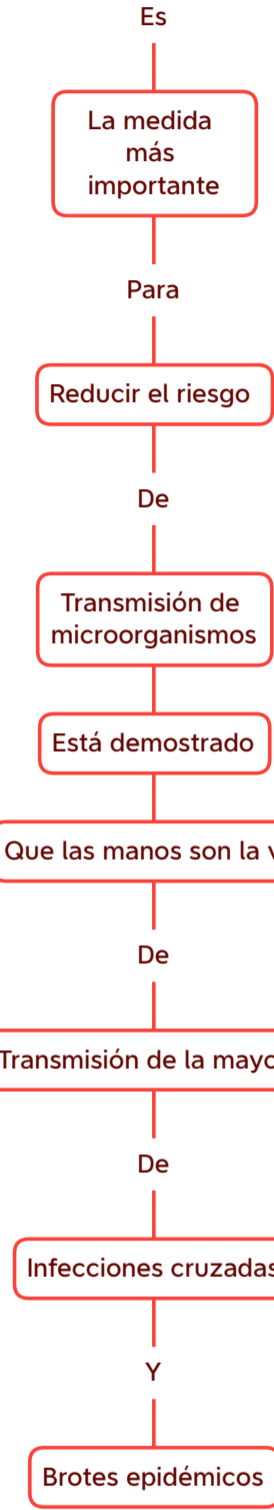 Es
La medida
más
importante
Para
Reducir el riesgo
De
Transmisión de
microorganismos
Está demostrado
Que las manos son la
De
Transmisión de la
De
Infecciones cruzadas
Y
Brotes epidémicos